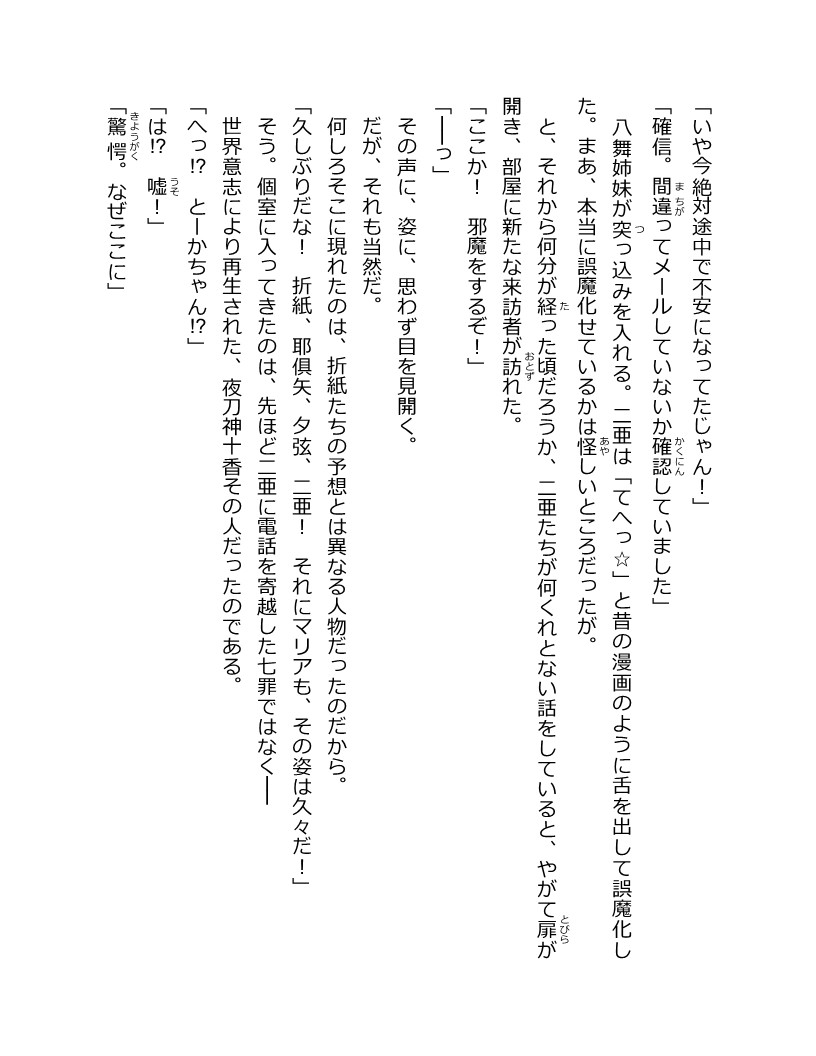 「いや今絶対途中で不安になってたじゃん！」
「確信。間違ってメールしていないか確認していました」
　八舞姉妹が突っ込みを入れる。二亜は「てへっ☆」と昔の漫画のように舌を出して誤魔化し
た。まあ、本当に誤魔化せているかは怪しいところだったが。
　と、それから何分が経った頃だろうか、二亜たちが何くれとない話をしていると、やがて扉が
開き、部屋に新たな来訪者が訪れた。
「ここか！　邪魔をするぞ！」
「――っ」
　その声に、姿に、思わず目を見開く。
　だが、それも当然だ。
　何しろそこに現れたのは、折紙たちの予想とは異なる人物だったのだから。
「久しぶりだな！　折紙、耶倶矢、夕弦、二亜！　それにマリアも、その姿は久々だ！」
　そう。個室に入ってきたのは、先ほど二亜に電話を寄越した七罪ではなく――
　世界意志により再生された、夜刀神十香その人だったのである。
「へっ!?　とーかちゃん!?」
「は!?　嘘！」
「驚愕。なぜここに」